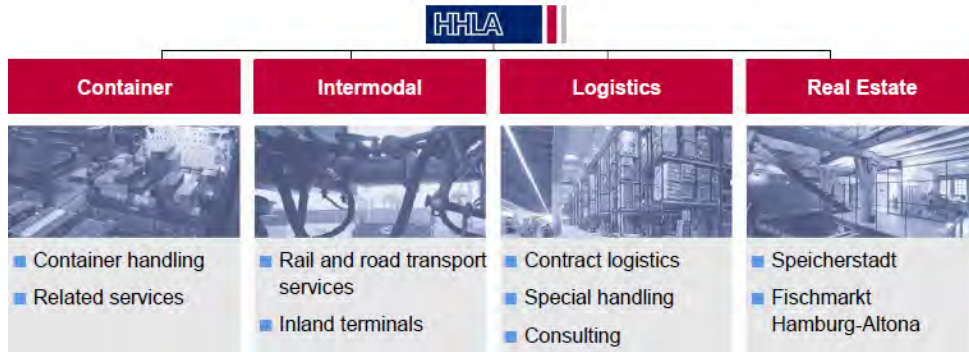 HHLA
Container
Intermodal
Logistics
Real Estate
Container handling
Related services
Rail and road transport
services
Inland terminals
Contract logistics
Special handling
Consulting
Speicherstadt
Fischmarkt
Hamburg-Altona